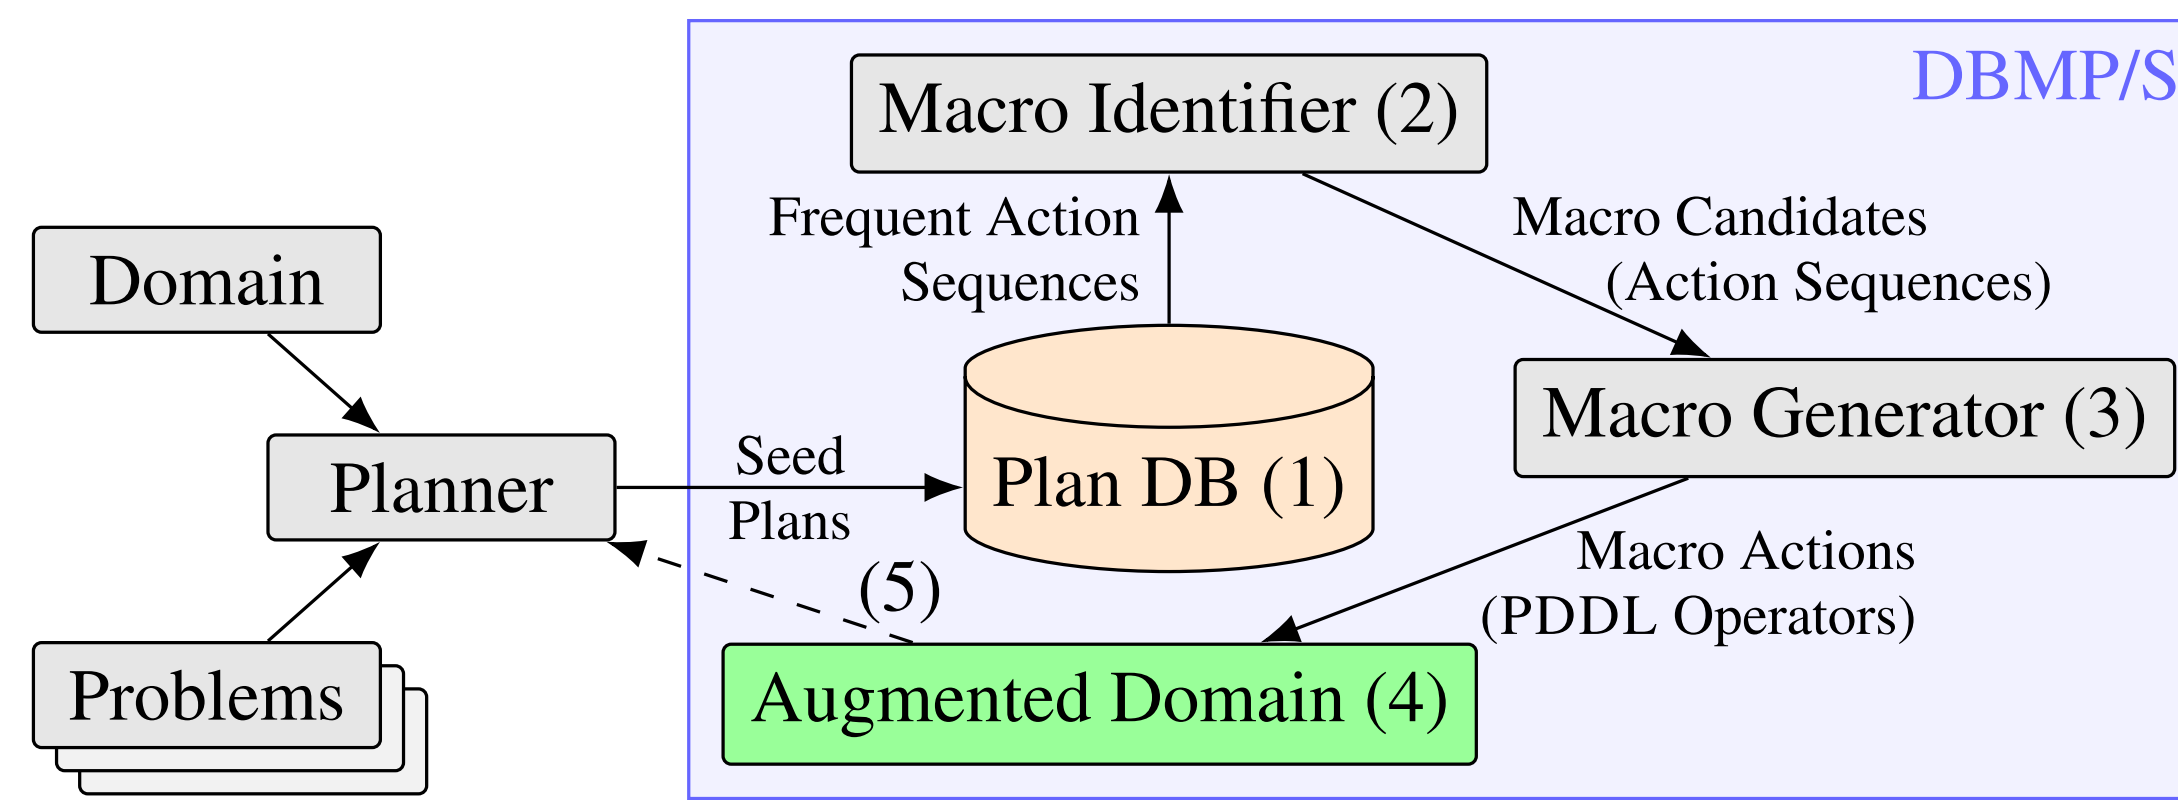 DBMP/S
Macro Identifier (2)
Frequent Action
Sequences
Macro Candidates
(Action Sequences)
Domain
Macro Generator (3)
Planner
Seed
Plans
Plan DB (1)
Macro Actions
(PDDL Operators)
(5)
Problems
Augmented Domain (4)